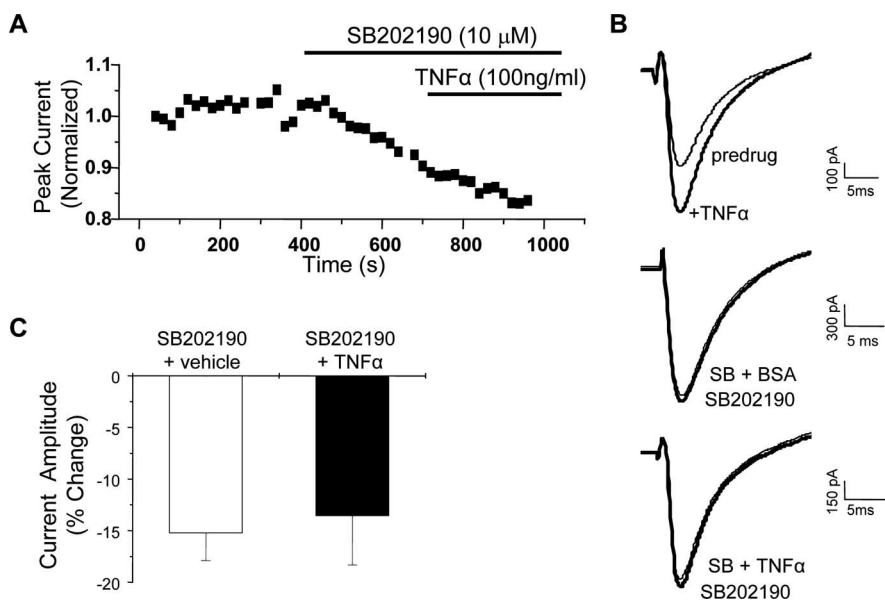 A
SB202190 (10 μM)
TNFα (100ng/ml)
Peak Current
(Normalized)
1.1
1.0
0.9
0.8
0
200
400
600
800
1000
Time (s)
B
predrug
+TNFα
100 pA
5ms
300 pA
5 ms
SB + BSA
SB202190
150 pA
5ms
SB + TNFα
SB202190
C
SB202190
+ vehicle
SB202190
+ TNFα
Current Amplitude
(% Change)
0
-5
-10
-15
-20